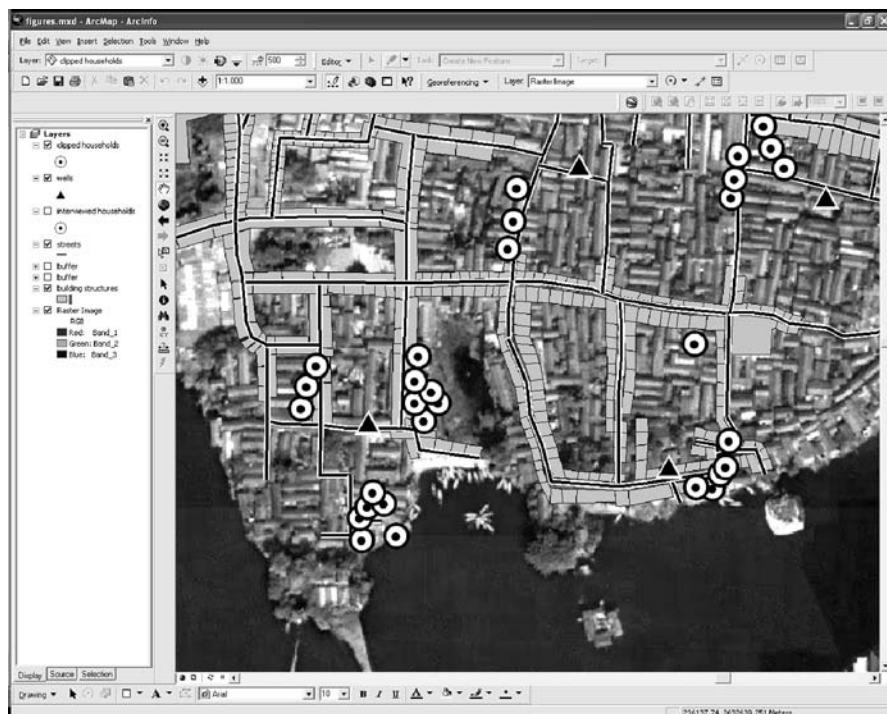 figures.mxd - ArcMap - ArcInfo
File Edit View Insert Selection Tools Window Help
Layer: clipped households 500 Editor Task: Create New Feature Target:
1:1.000 Georeferencing Layer: Raster Image
Layers
clipped households
wells
interviewed households
streets
buffer
buffer
building structures
Raster Image
RGB
Red: Band_1
Green: Band_2
Blue: Band_3
Display Source Selection
Drawing A Arial 10 B I U A